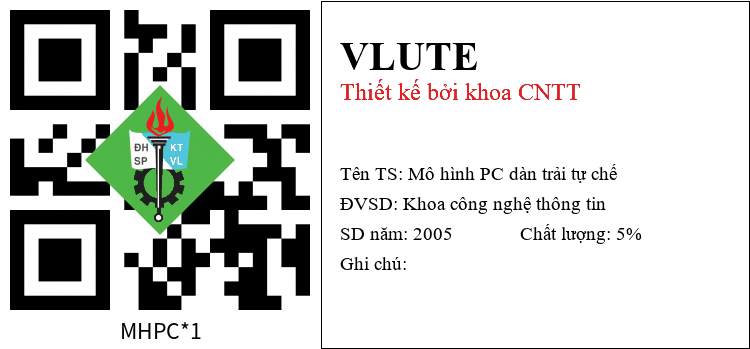 ĐH KT
SP VL
MHPC*1
VLUTE
Thiết kế bởi khoa CNTT
Tên TS: Mô hình PC dàn trải tự chế
ĐVSD: Khoa công nghệ thông tin
SD năm: 2005 Chất lượng: 5%
Ghi chú: